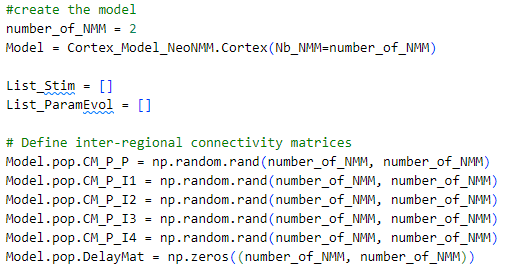 #create the model
number_of_NMM = 2
Model = Cortex_Model_NeoNMM.Cortex(Nb_NMM=number_of_NMM)
List_Stim = []
List_ParamEvol = []
# Define inter-regional connectivity matrices
Model.pop.CM_P_P = np.random.rand(number_of_NMM, number_of_NMM)
Model.pop.CM_P_I1 = np.random.rand(number_of_NMM, number_of_NMM)
Model.pop.CM_P_I2 = np.random.rand(number_of_NMM, number_of_NMM)
Model.pop.CM_P_I3 = np.random.rand(number_of_NMM, number_of_NMM)
Model.pop.CM_P_I4 = np.random.rand(number_of_NMM, number_of_NMM)
Model.pop.DelayMat = np.zeros((number_of_NMM, number_of_NMM))